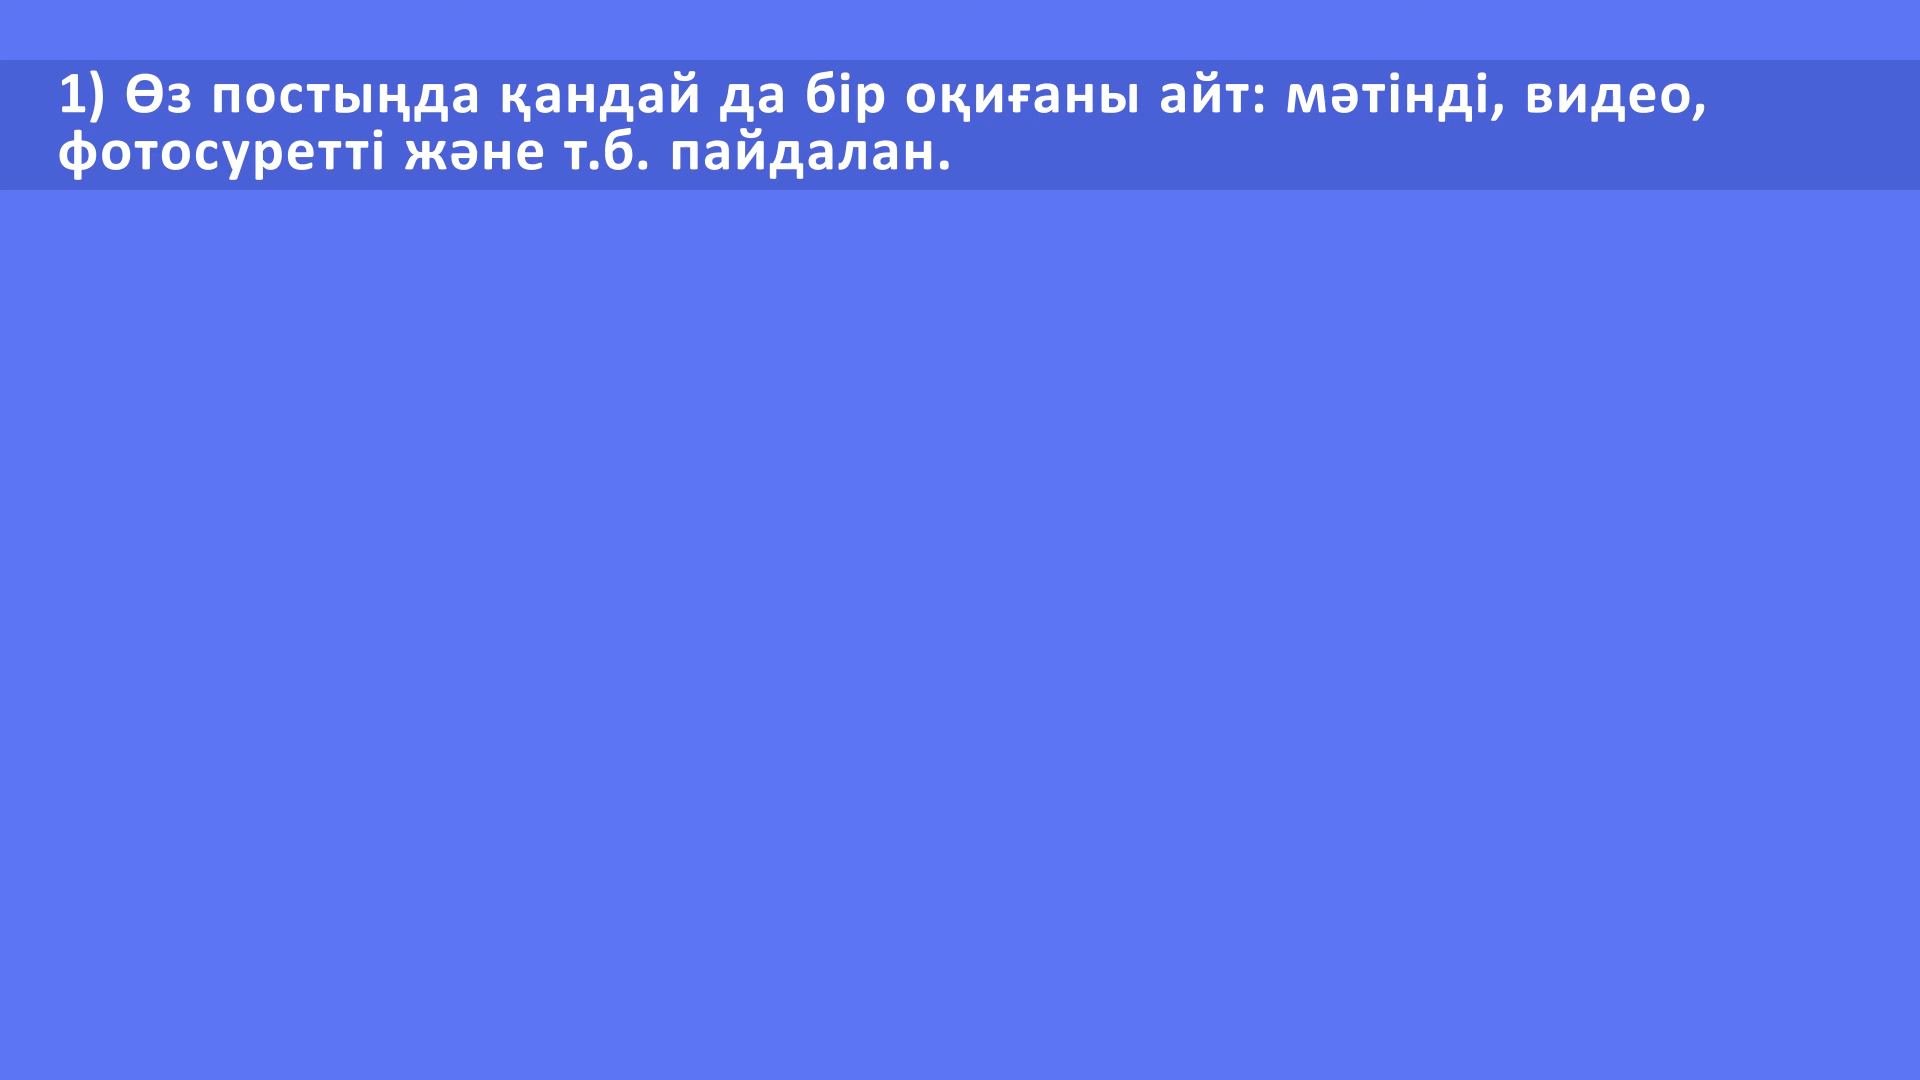 1) Өз постыңда қандай да бір оқиғаны айт: мәтінді, видео,
фотосуретті және т.б. пайдалан.